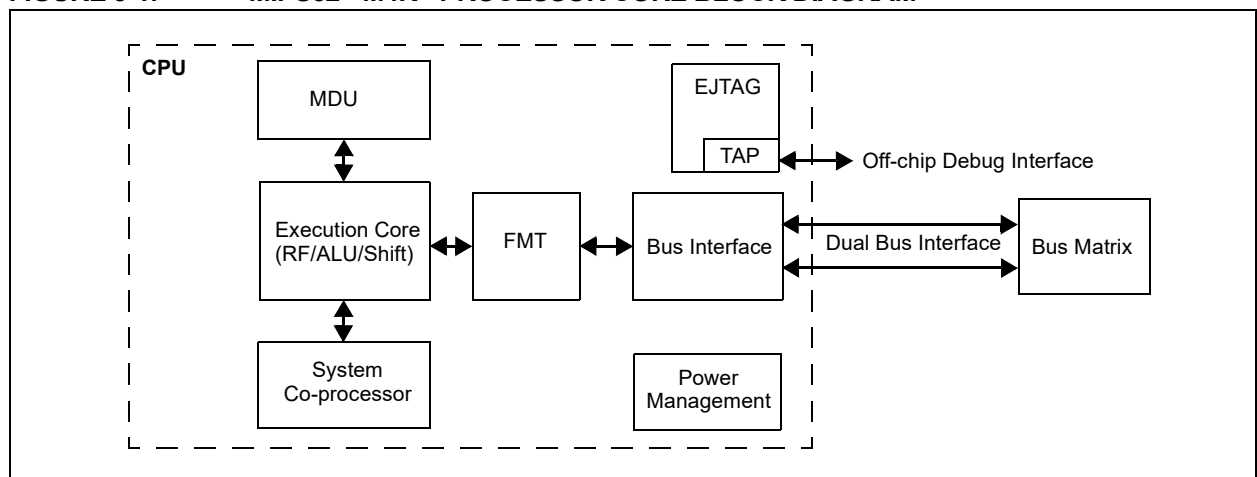 CPU
MDU
EJTAG
TAP
Off-chip Debug Interface
Execution Core
(RF/ALU/Shift)
FMT
Bus Interface
Dual Bus Interface
Bus Matrix
System
Co-processor
Power
Management